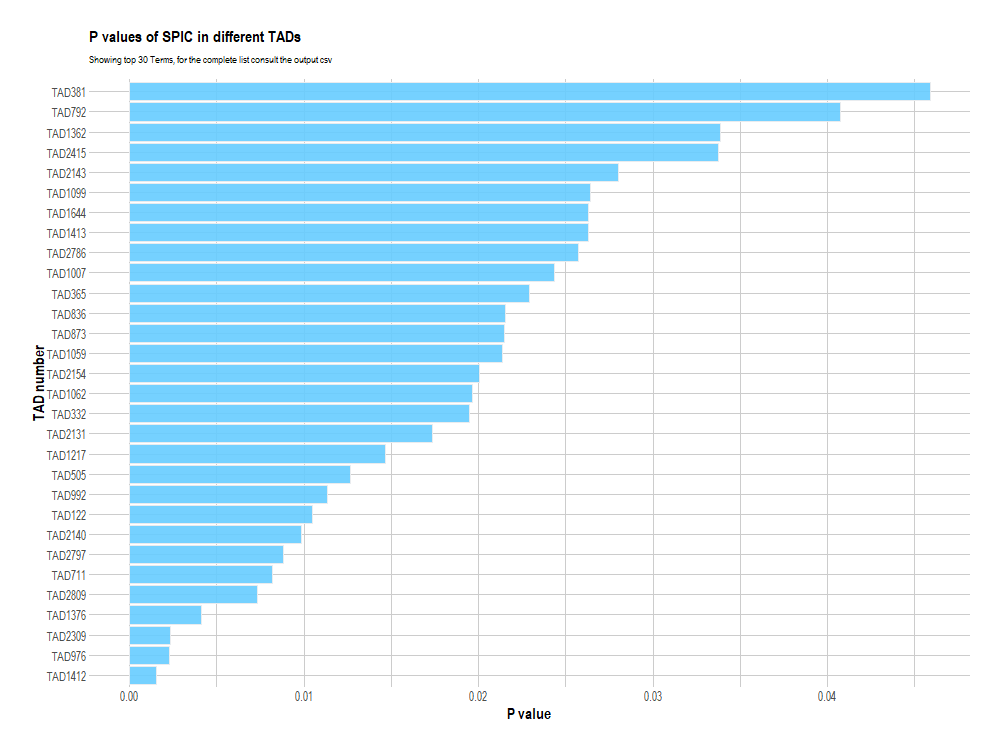 P values of SPIC in different TADs
Showing top 30 Terms, for the complete list consult the output csv
TAD381
TAD792
TAD1362
TAD2415
TAD2143
TAD1099
TAD1644
TAD1413
TAD2786
TAD1007
TAD365
TAD836
TAD873
TAD1059
TAD2154
TAD1062
TAD332
TAD2131
TAD1217
TAD505
TAD992
TAD122
TAD2140
TAD2797
TAD711
TAD2809
TAD1376
TAD2309
TAD976
TAD1412
TAD number
0.00 0.01 0.02 0.03 0.04
P value